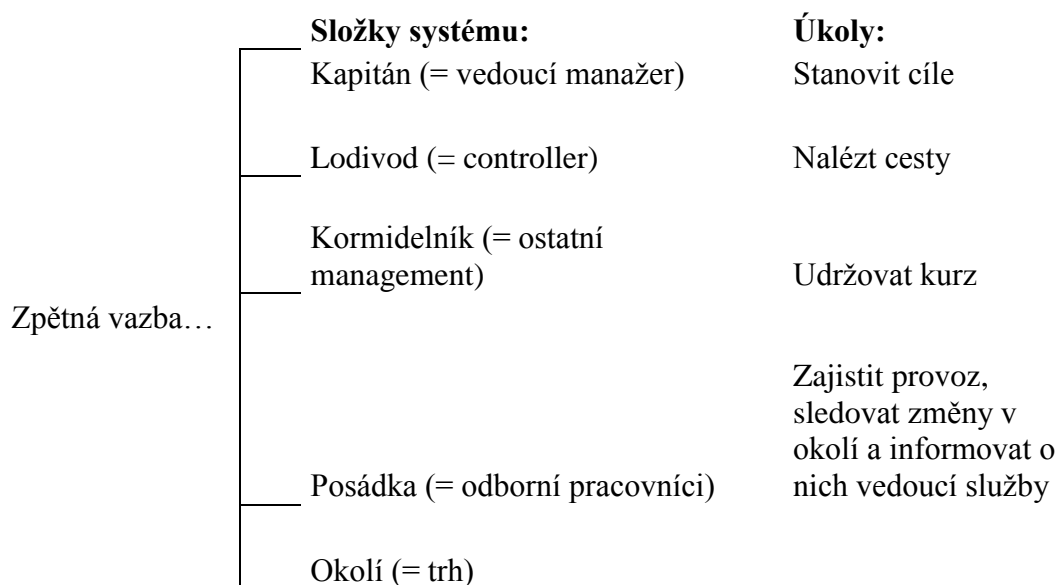 Složky systému: Úkoly:
Kapitán (= vedoucí manažer) Stanovit cíle
Lodivod (= controller) Nalézt cesty
Kormidelník (= ostatní
management) Udržovat kurz
Zpětná vazba…
Zajistit provoz,
sledovat změny v
okolí a informovat o
Posádka (= odborní pracovníci) nich vedoucí služby
Okolí (= trh)